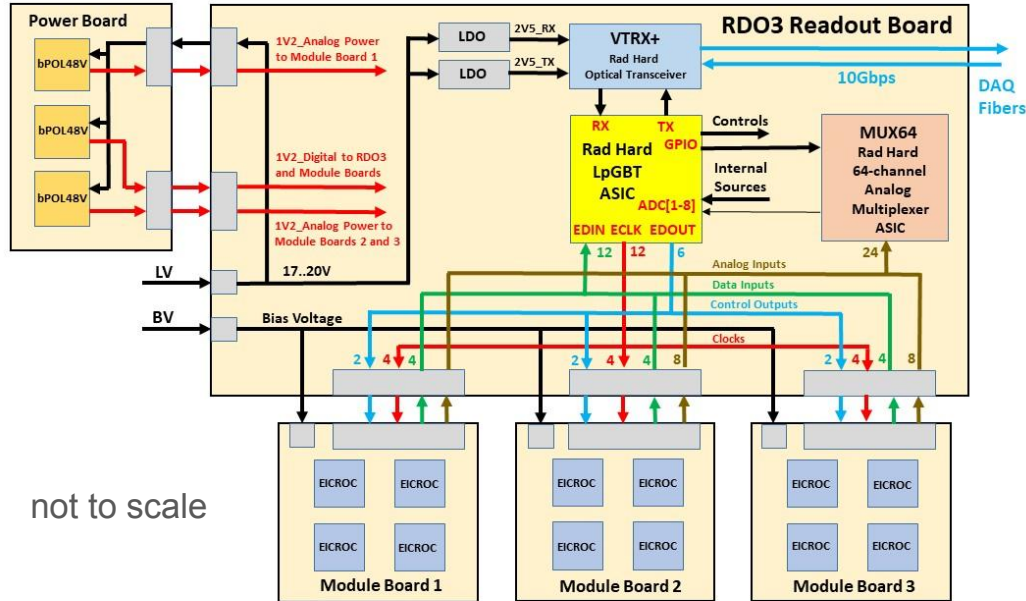 Power Board
bPOL48V
bPOL48V
bPOL48V
1V2_Analog Power
to Module Board 1
1V2_Digital to RDO3
and Module Boards
1V2_Analog Power to
Module Boards 2 and 3
LV
17..20V
BV
Bias Voltage
RDO3 Readout Board
LDO
2V5_RX
LDO
2V5_TX
VTRX+
Rad Hard
Optical Transceiver
10Gbps
DAQ
Fibers
RX
TX
GPIO
Rad Hard
LpGBT
ASIC
ADC[1-8]
EDIN
ECLK
EDOUT
12
12
6
Controls
Internal
Sources
MUX64
Rad Hard
64-channel
Analog
Multiplexer
ASIC
24
Analog Inputs
Data Inputs
Control Outputs
Clocks
2
4
4
8
2
4
4
8
2
4
4
8
EICROC
EICROC
EICROC
EICROC
Module Board 1
EICROC
EICROC
EICROC
EICROC
Module Board 2
EICROC
EICROC
EICROC
EICROC
Module Board 3
not to scale